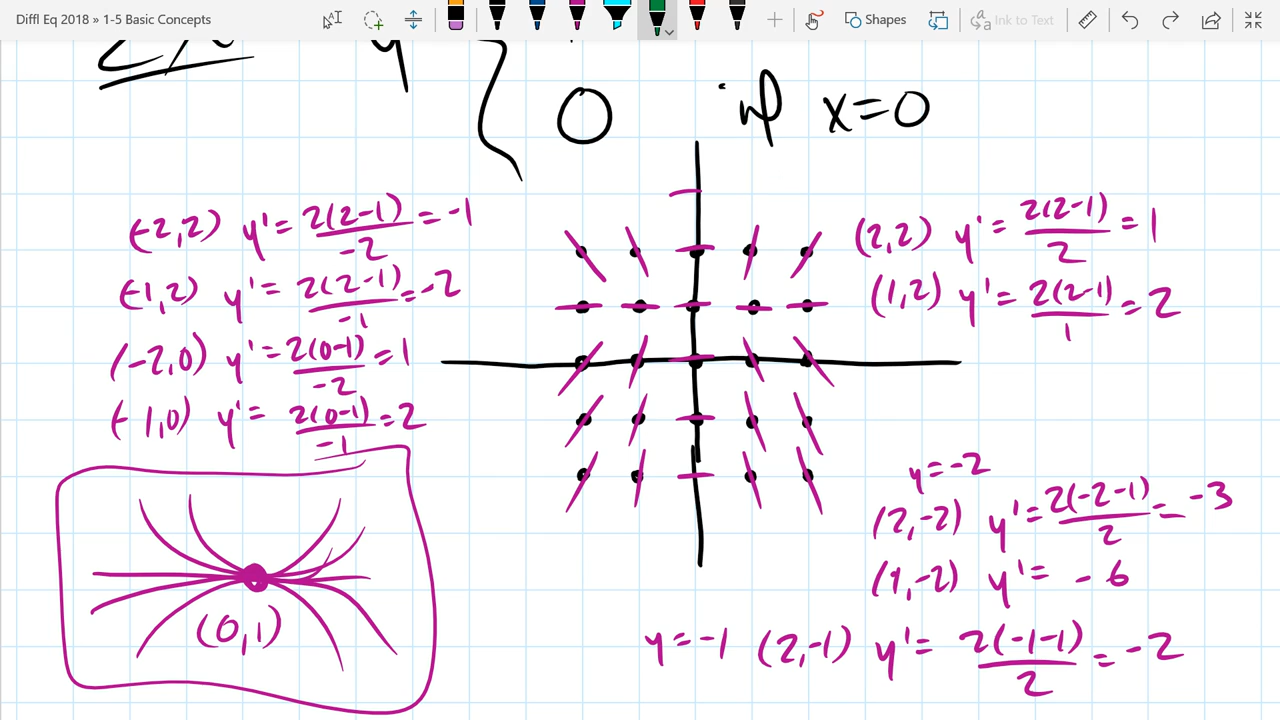 Diffl Eq 2018 » 1-5 Basic Concepts
Shapes
Ink to Text
0 if x=0
(-2,2) y'= 2(2-1)/-2 = -1
(-1,2) y'= 2(2-1)/-1 = -2
(-2,0) y'= 2(0-1)/-2 = 1
(-1,0) y'= 2(0-1)/-1 = 2
(0,1)
(2,2) y'= 2(2-1)/2 = 1
(1,2) y'= 2(2-1)/1 = 2
y=-2
(2,-2) y'= 2(-2-1)/2 = -3
(1,-2) y'= -6
y=-1 (2,-1) y'= 2(-1-1)/2 = -2